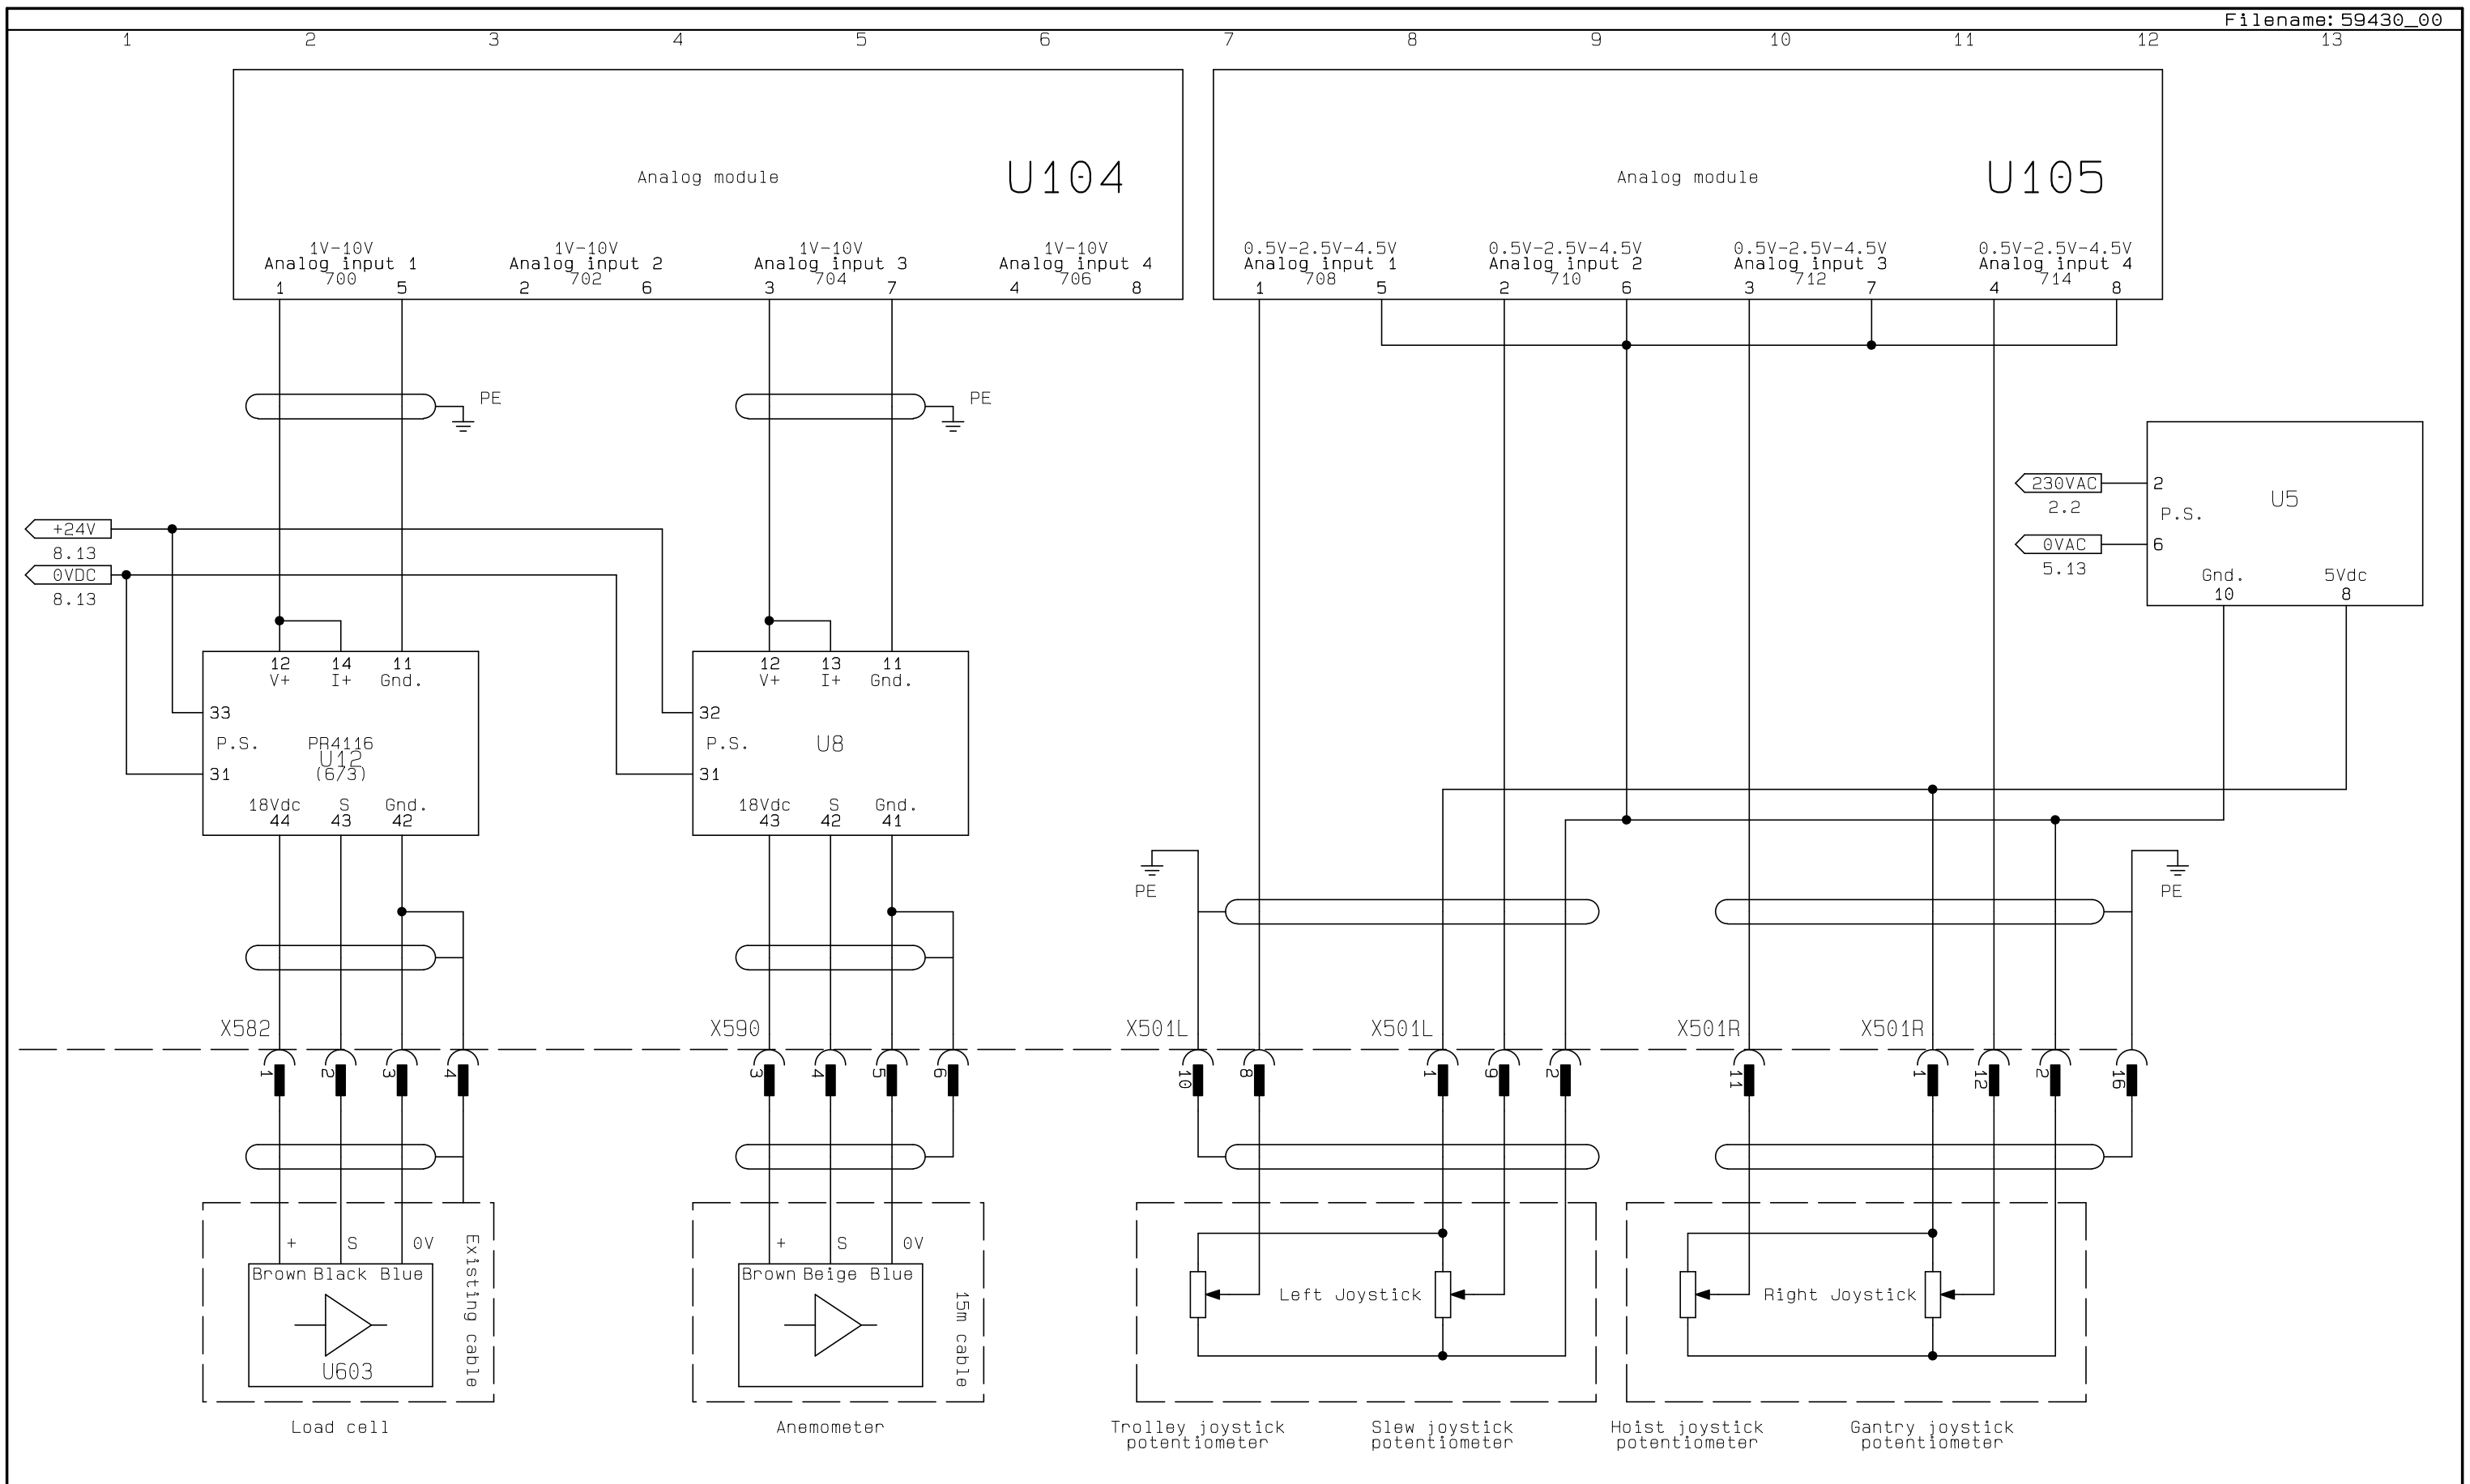 Filename: 59430_00
1 2 3 4 5 6 7 8 9 10 11 12 13
Analog module
U104
1V-10V
Analog input 1
700
1 5
1V-10V
Analog input 2
702
2 6
1V-10V
Analog input 3
704
3 7
1V-10V
Analog input 4
706
4 8
Analog module
U105
0.5V-2.5V-4.5V
Analog input 1
708
1 5
0.5V-2.5V-4.5V
Analog input 2
710
2 6
0.5V-2.5V-4.5V
Analog input 3
712
3 7
0.5V-2.5V-4.5V
Analog input 4
714
4 8
PE
PE
+24V
8.13
0VDC
8.13
230VAC
2.2
0VAC
5.13
2
P.S.
6
U5
Gnd. 5Vdc
10 8
12 14 11
V+ I+ Gnd.
33
P.S.
31
PR4116
U12
(6/3)
18Vdc S Gnd.
44 43 42
12 13 11
V+ I+ Gnd.
32
P.S.
31
U8
18Vdc S Gnd.
43 42 41
PE
PE
X582
X590
X501L
X501L
X501R
X501R
1 2 3 4
3 4 5 6
10 8
1 9 2
11
1 12 2 16
+ S 0V
Brown Black Blue
U603
Existing cable
Load cell
+ S 0V
Brown Beige Blue
15m cable
Anemometer
Left Joystick
Right Joystick
Trolley joystick
potentiometer
Slew joystick
potentiometer
Hoist joystick
potentiometer
Gantry joystick
potentiometer